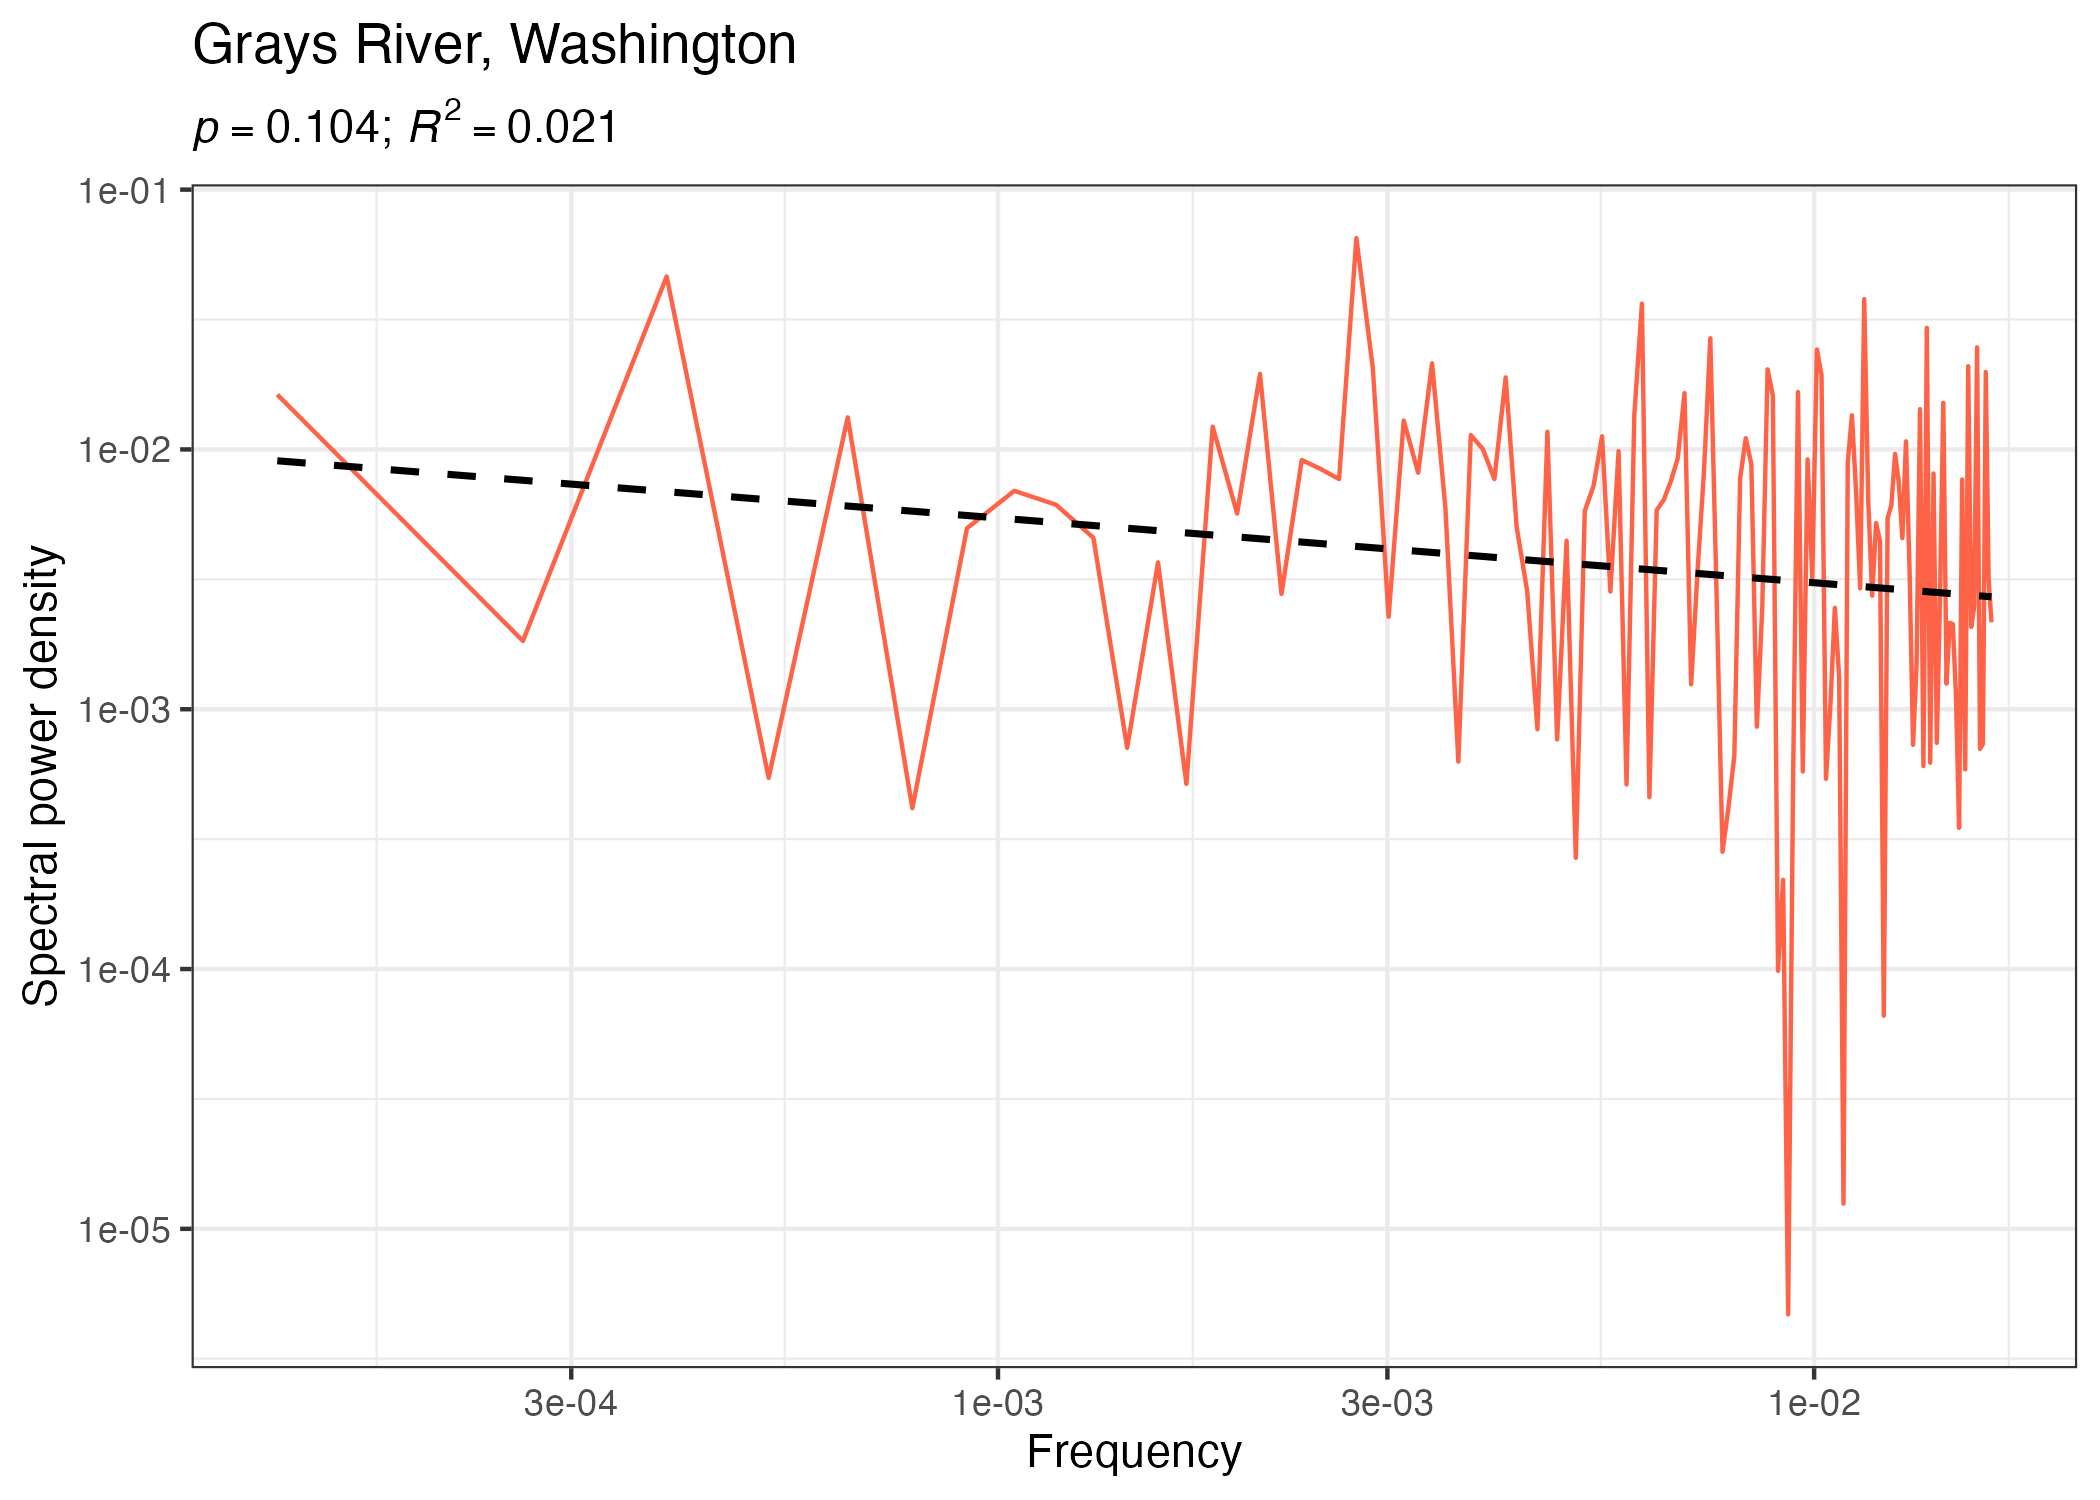 Grays River, Washington
p = 0.104; R² = 0.021
1e-01
1e-02
1e-03
1e-04
1e-05
Spectral power density
3e-04
1e-03
3e-03
1e-02
Frequency